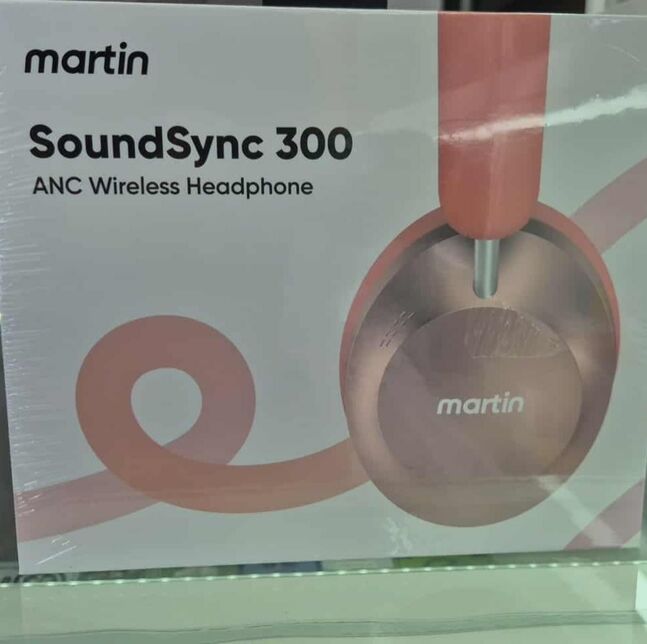 martin
SoundSync 300
ANC Wireless Headphone
martin